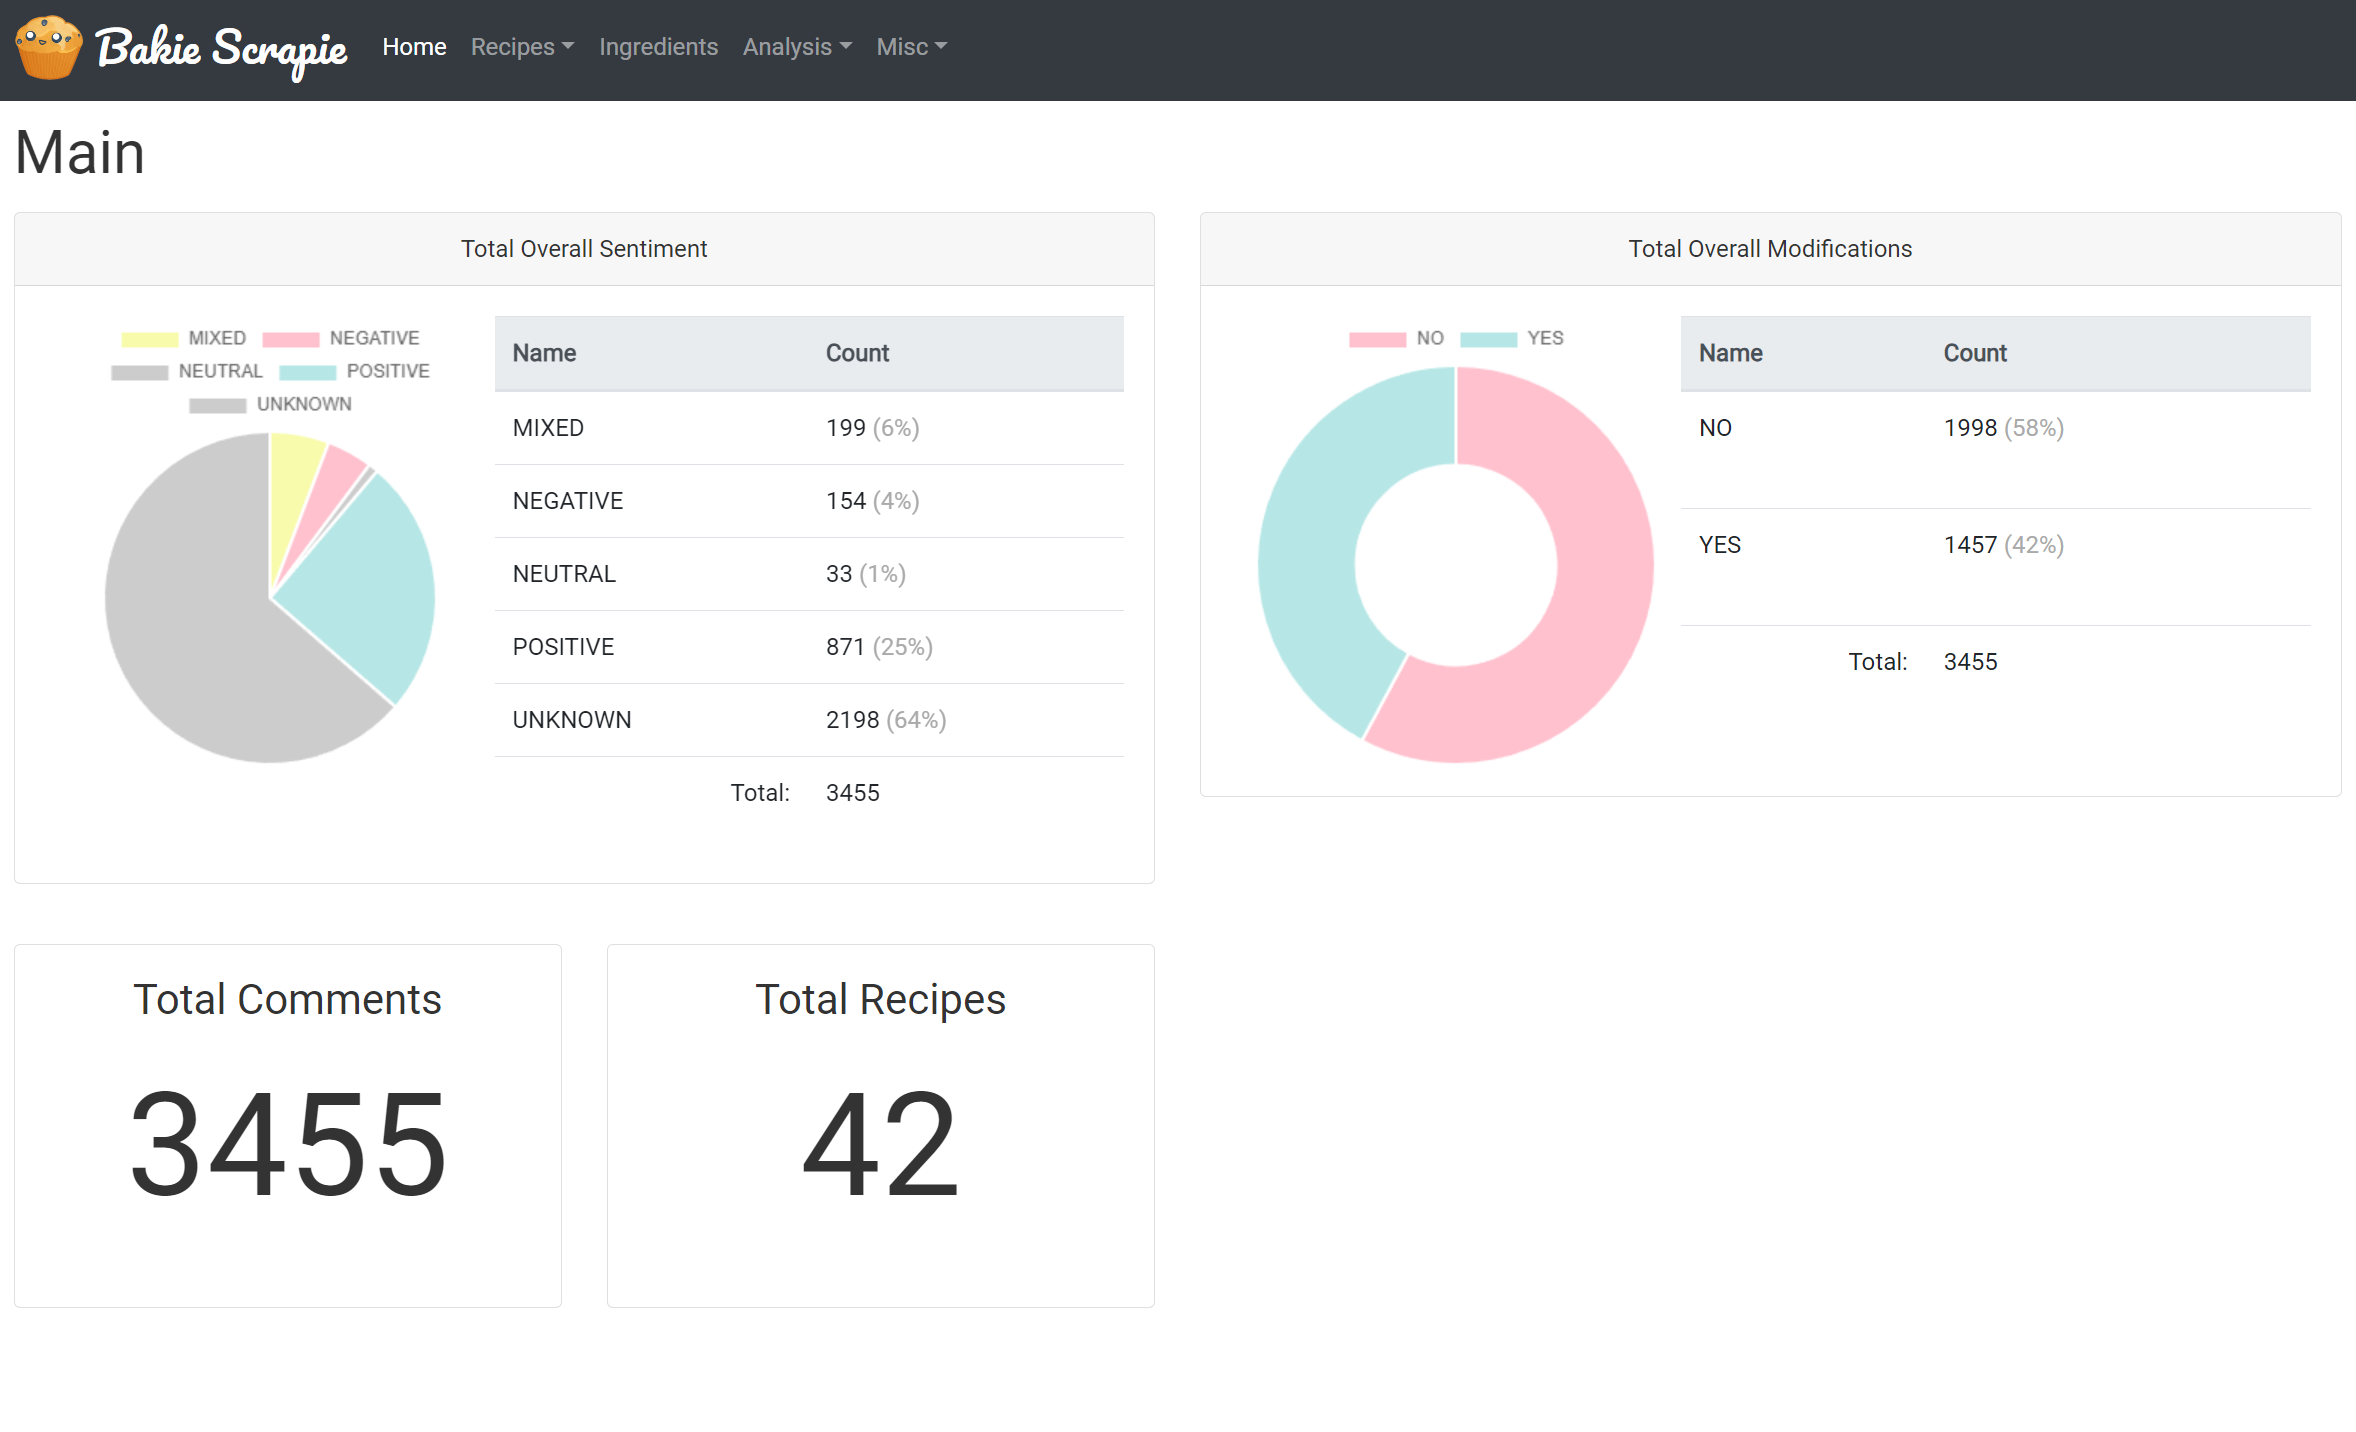 Bakie Scrapie Home Recipes Ingredients Analysis Misc
Main
Total Overall Sentiment
MIXED NEGATIVE
NEUTRAL POSITIVE
UNKNOWN
Name Count
MIXED 199 (6%)
NEGATIVE 154 (4%)
NEUTRAL 33 (1%)
POSITIVE 871 (25%)
UNKNOWN 2198 (64%)
Total: 3455
Total Overall Modifications
NO YES
Name Count
NO 1998 (58%)
YES 1457 (42%)
Total: 3455
Total Comments
3455
Total Recipes
42